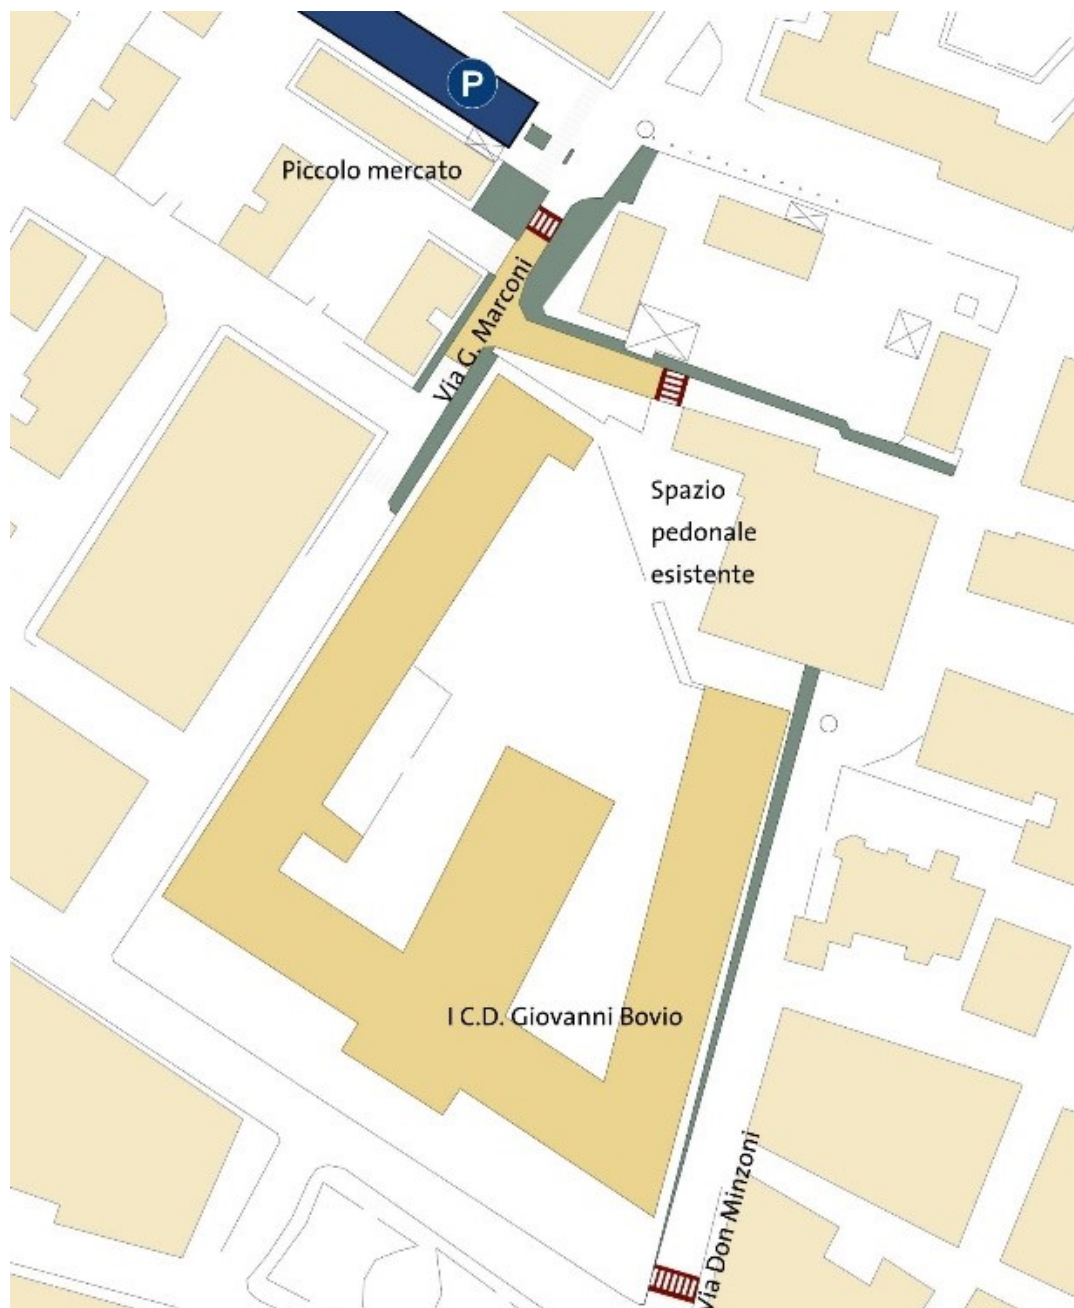 P
Piccolo mercato
Via G. Marconi
Spazio
pedonale
esistente
I C.D. Giovanni Bovio
Via Don Minzoni